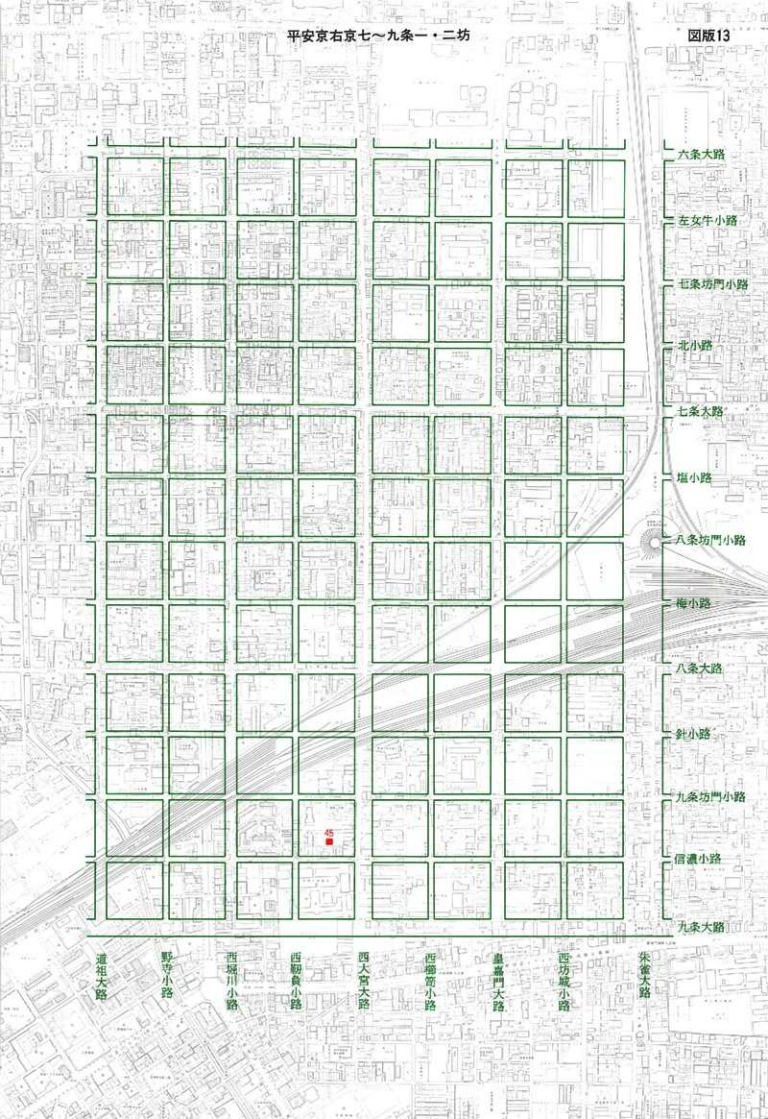 平安京右京七～九条一・二坊
図版13
六条大路
左女牛小路
七条坊門小路
北小路
七条大路
塩小路
八条坊門小路
梅小路
八条大路
針小路
九条坊門小路
45
信濃小路
九条大路
道祖大路
野寺小路
西堀川小路
西靱負小路
西大宮大路
西櫛笥小路
皇嘉門大路
西坊城小路
朱雀大路